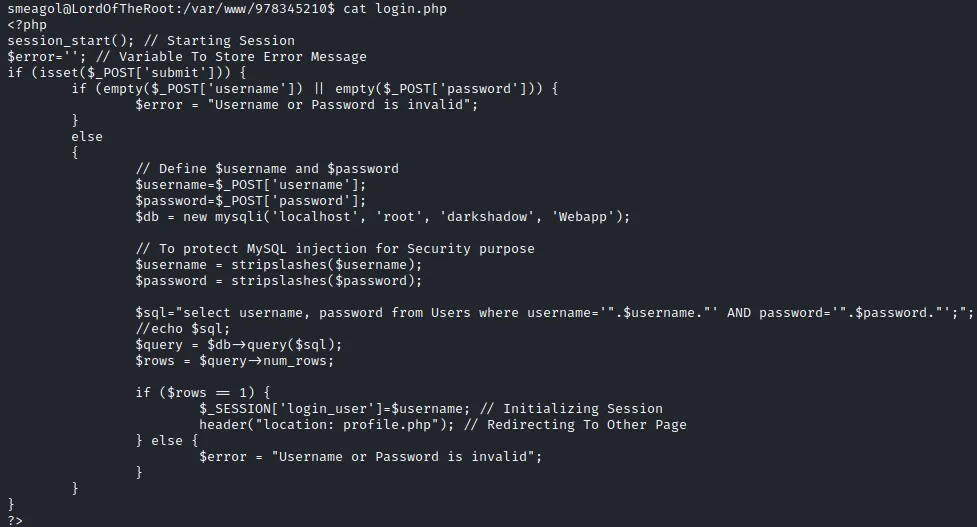 smeagol@LordOfTheRoot:/var/www/978345210$ cat login.php
<?php
session_start(); // Starting Session
$error=''; // Variable To Store Error Message
if (isset($_POST['submit'])) {
        if (empty($_POST['username']) || empty($_POST['password'])) {
                $error = "Username or Password is invalid";
        }
        else
        {
                // Define $username and $password
                $username=$_POST['username'];
                $password=$_POST['password'];
                $db = new mysqli('localhost', 'root', 'darkshadow', 'Webapp');

                // To protect MySQL injection for Security purpose
                $username = stripslashes($username);
                $password = stripslashes($password);

                $sql="select username, password from Users where username='".$username."' AND password='".$password."';";
                //echo $sql;
                $query = $db->query($sql);
                $rows = $query->num_rows;

                if ($rows == 1) {
                        $_SESSION['login_user']=$username; // Initializing Session
                        header("location: profile.php"); // Redirecting To Other Page
                } else {
                        $error = "Username or Password is invalid";
                }
        }
}
?>